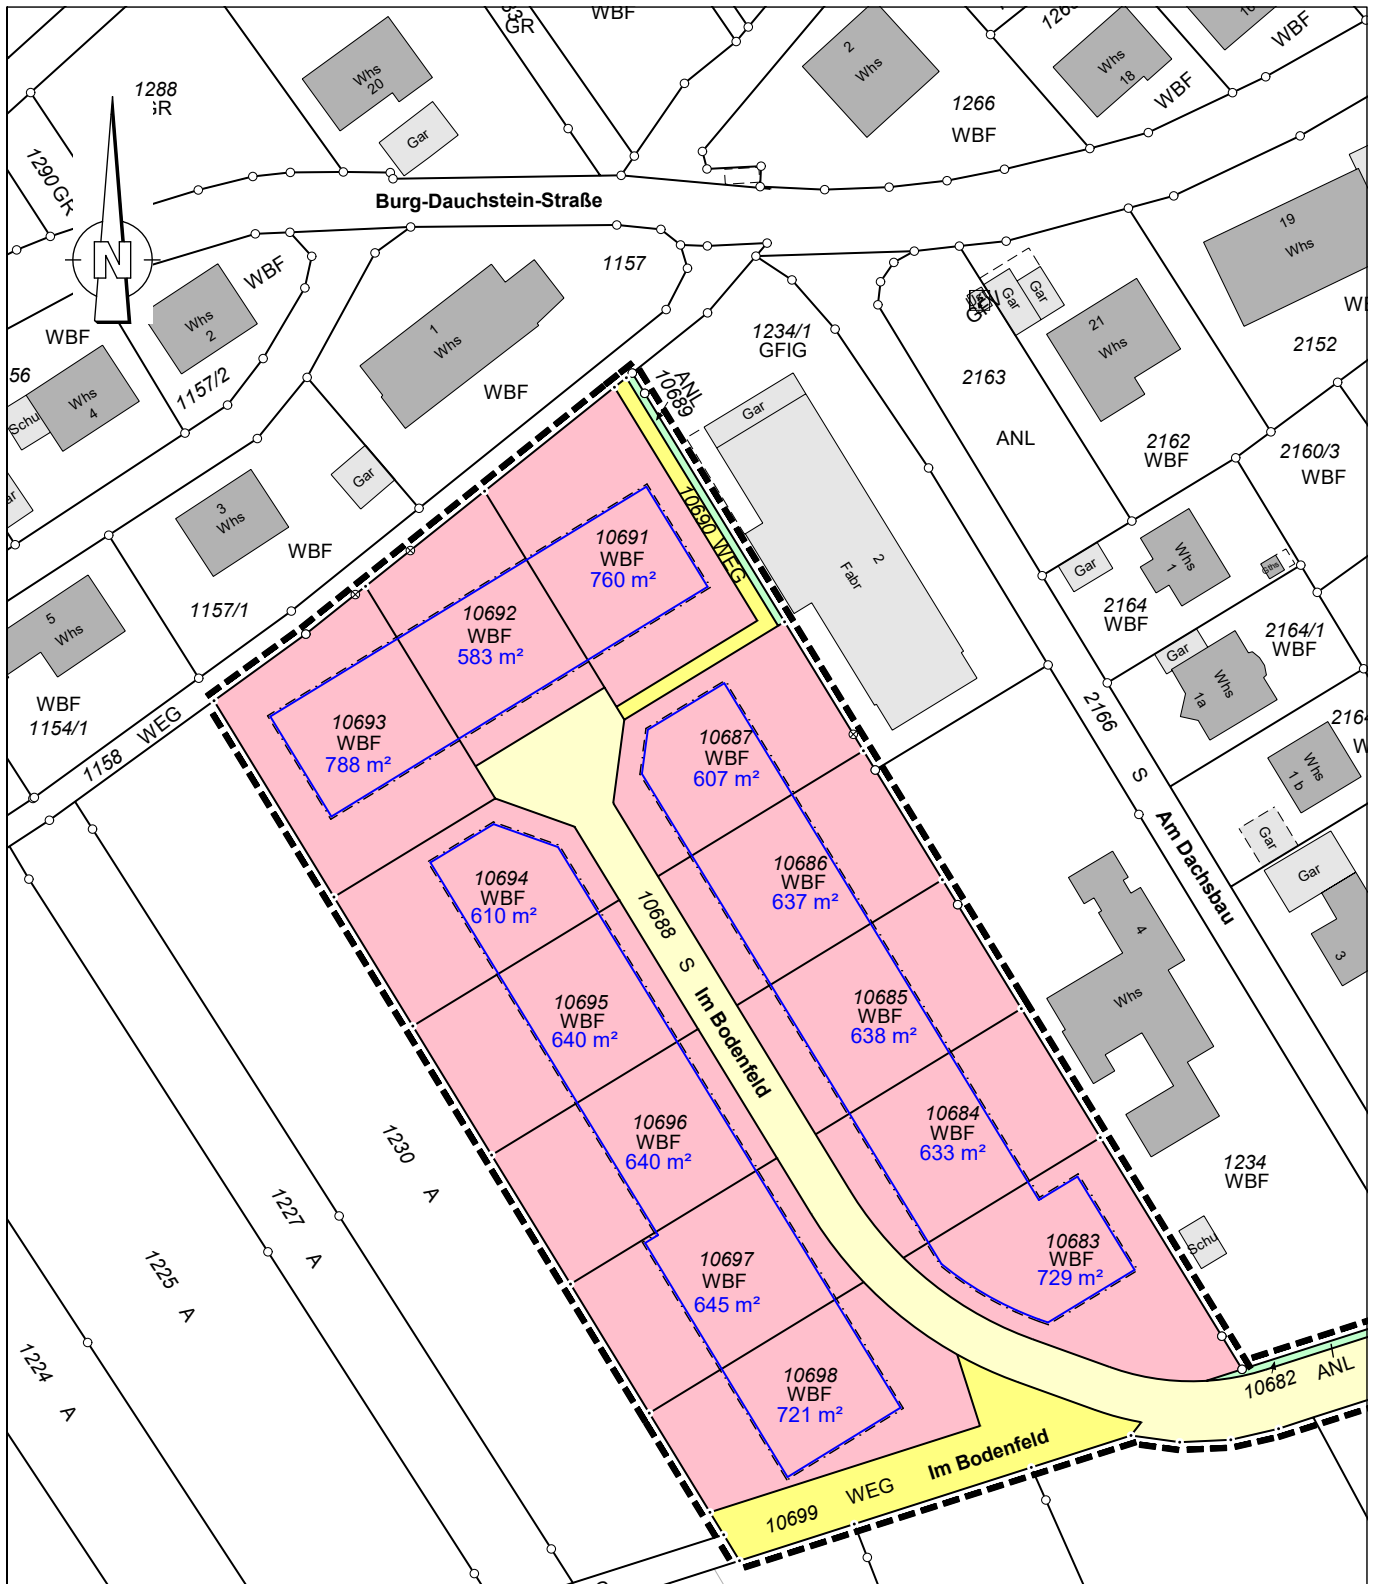 WBF
GR
1288
GR
Whs
20
Gar
2
Whs
1266
WBF
Whs
18
WBF
WBF
1290 GR
N
Burg-Dauchstein-Straße
WBF
Whs
2
1157/2
WBF
Whs
4
Schu
56
1
Whs
WBF
1157
1234/1
GFIG
Gar
Gar
21
Whs
19
Whs
2152
2163
ANL
2162
WBF
2160/3
WBF
ANL
10689
Gar
Gar
3
Whs
WBF
1157/1
5
Whs
WBF
1154/1
1158 WEG
10690 WEG
10691
WBF
760 m²
10692
WBF
583 m²
10693
WBF
788 m²
2
Fabr
Gar
Whs
1
2164
WBF
Gar
2164/1
WBF
Whs
1a
2166 S Am Dachsbau
Whs
1 b
Gar
Gar
3
10687
WBF
607 m²
10686
WBF
637 m²
10694
WBF
610 m²
10688 S Im Bodenfeld
10695
WBF
640 m²
10685
WBF
638 m²
4
Whs
10696
WBF
640 m²
10684
WBF
633 m²
1234
WBF
Schu
10697
WBF
645 m²
10683
WBF
729 m²
10698
WBF
721 m²
10682 ANL
10699 WEG Im Bodenfeld
1230 A
1227 A
1225 A
1224 A